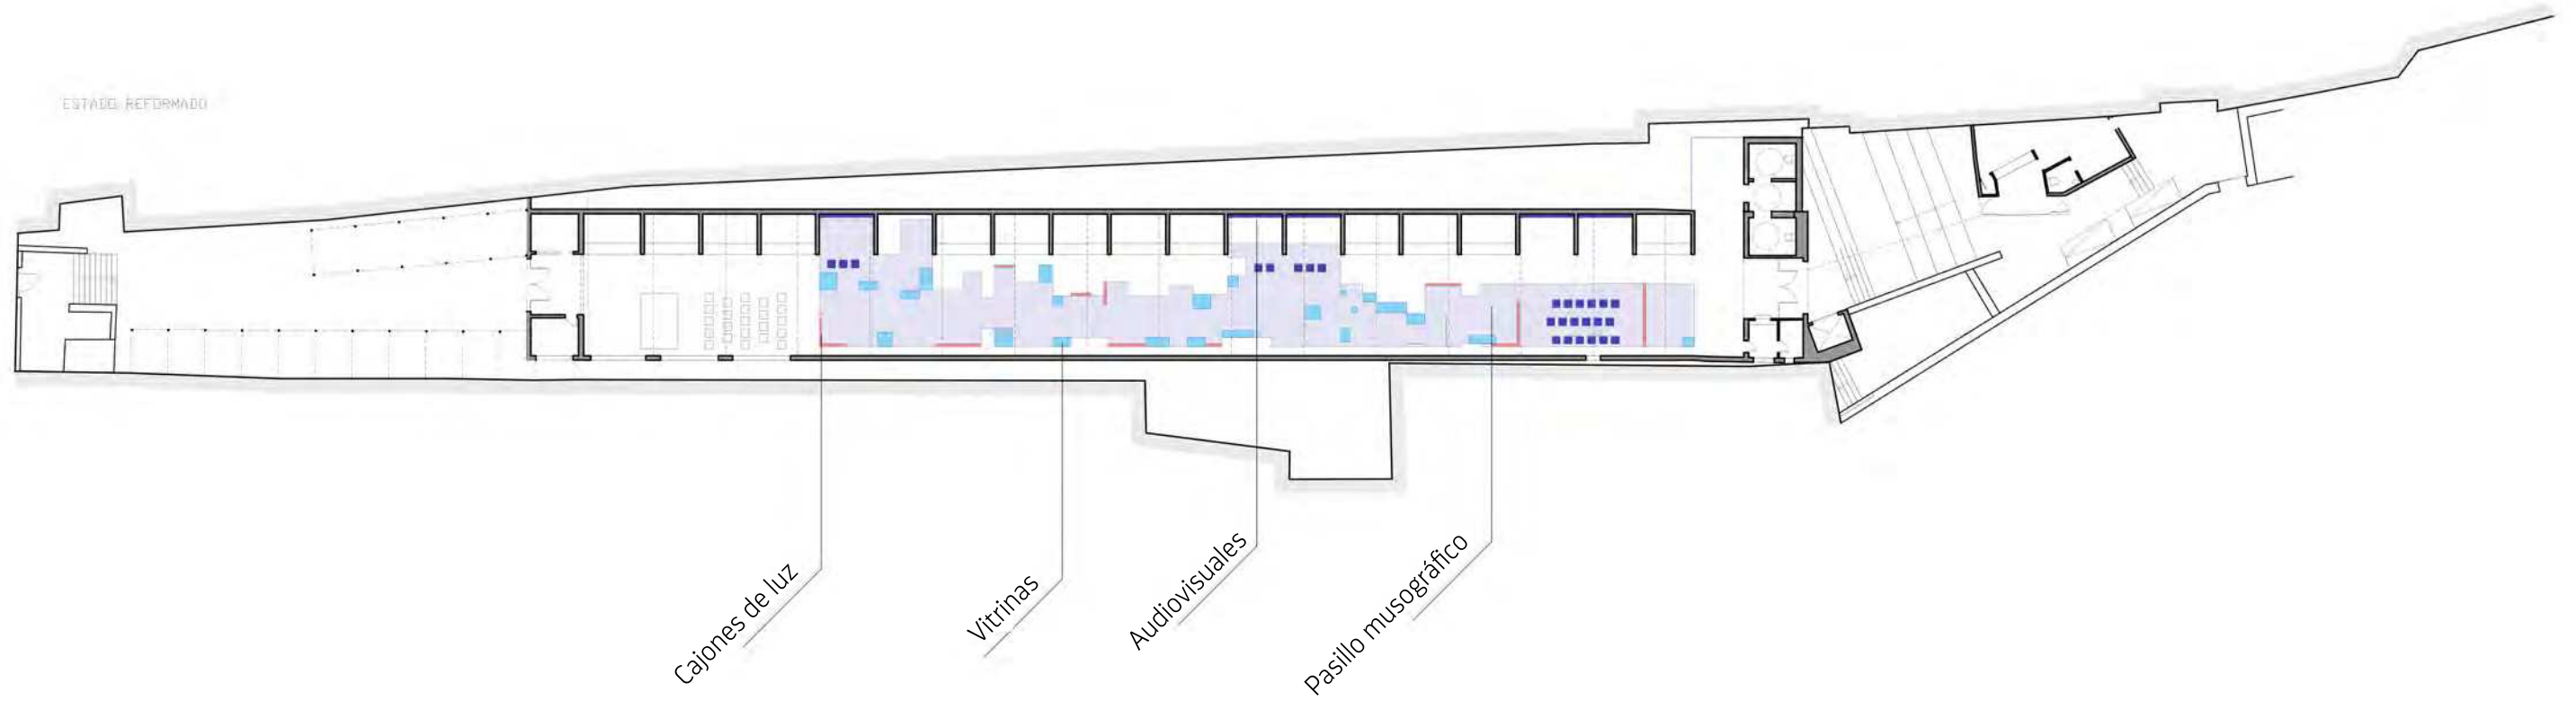 ESTADO REFORMADO
Cajones de luz
Vitrinas
Audiovisuales
Pasillo musográfico